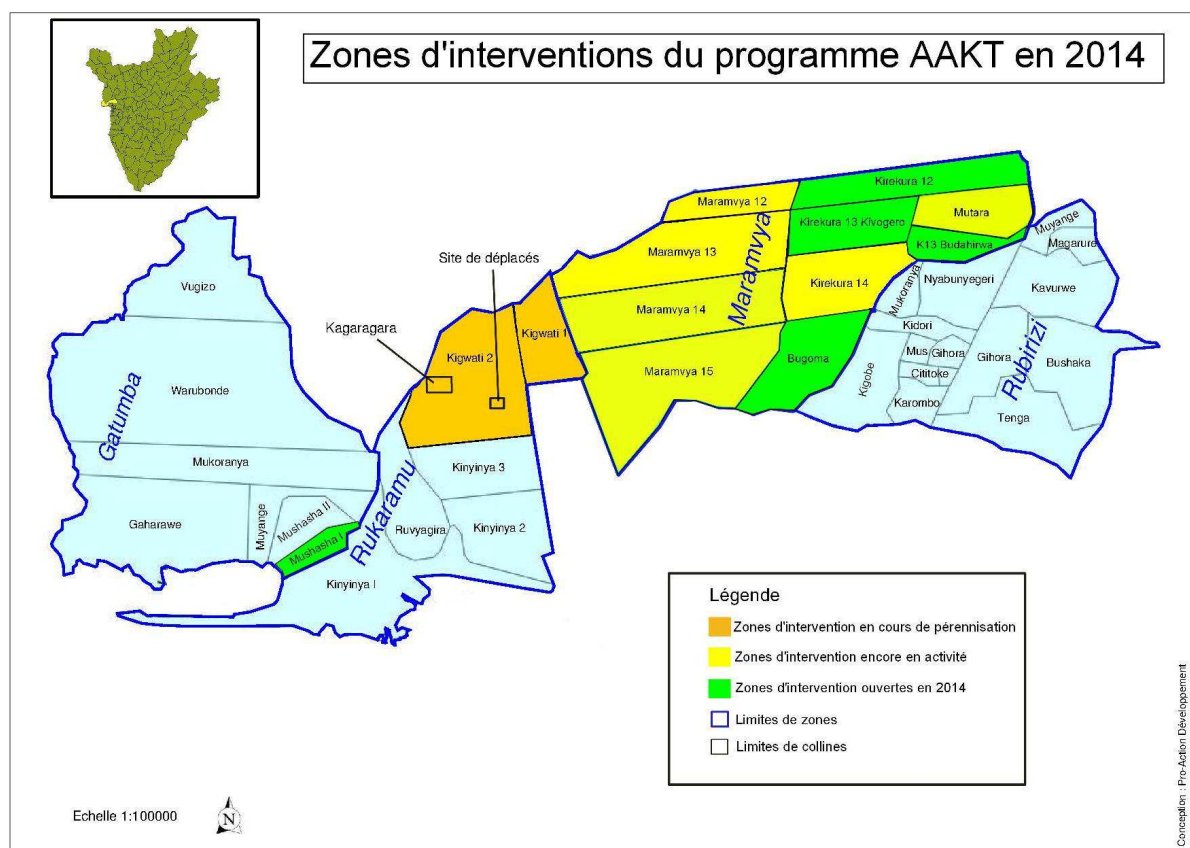 Zones d'interventions du programme AAKT en 2014
Kirekura 12
Maramvya 12
Mutara
Kirekura 13 Kivogero
Muyange
K13 Budahirwa
Magarure
Maramvya 13
Maramvya
Site de déplacés
Nyabunyegeri
Mukoranya
Kirekura 14
Kavurwe
Vugizo
Maramvya 14
Kagaragara
Kigwati 1
Kidori
Kigwati 2
Bugoma
Mus
Gihora
Gihora
Rubirizi
Bushaka
Maramvya 15
Kigobe
Cititoke
Warubonde
Karombo
Gatumba
Tenga
Mukoranya
Kinyinya 3
Rukaramu
Gaharawe
Muyange
Mushasha II
Ruvyagira
Kinyinya 2
Mushasha I
Kinyinya I
Légende
Zones d'intervention en cours de pérennisation
Zones d'intervention encore en activité
Zones d'intervention ouvertes en 2014
Limites de zones
Limites de collines
Echelle 1:100000
N
Conception : Pro-Action Développement